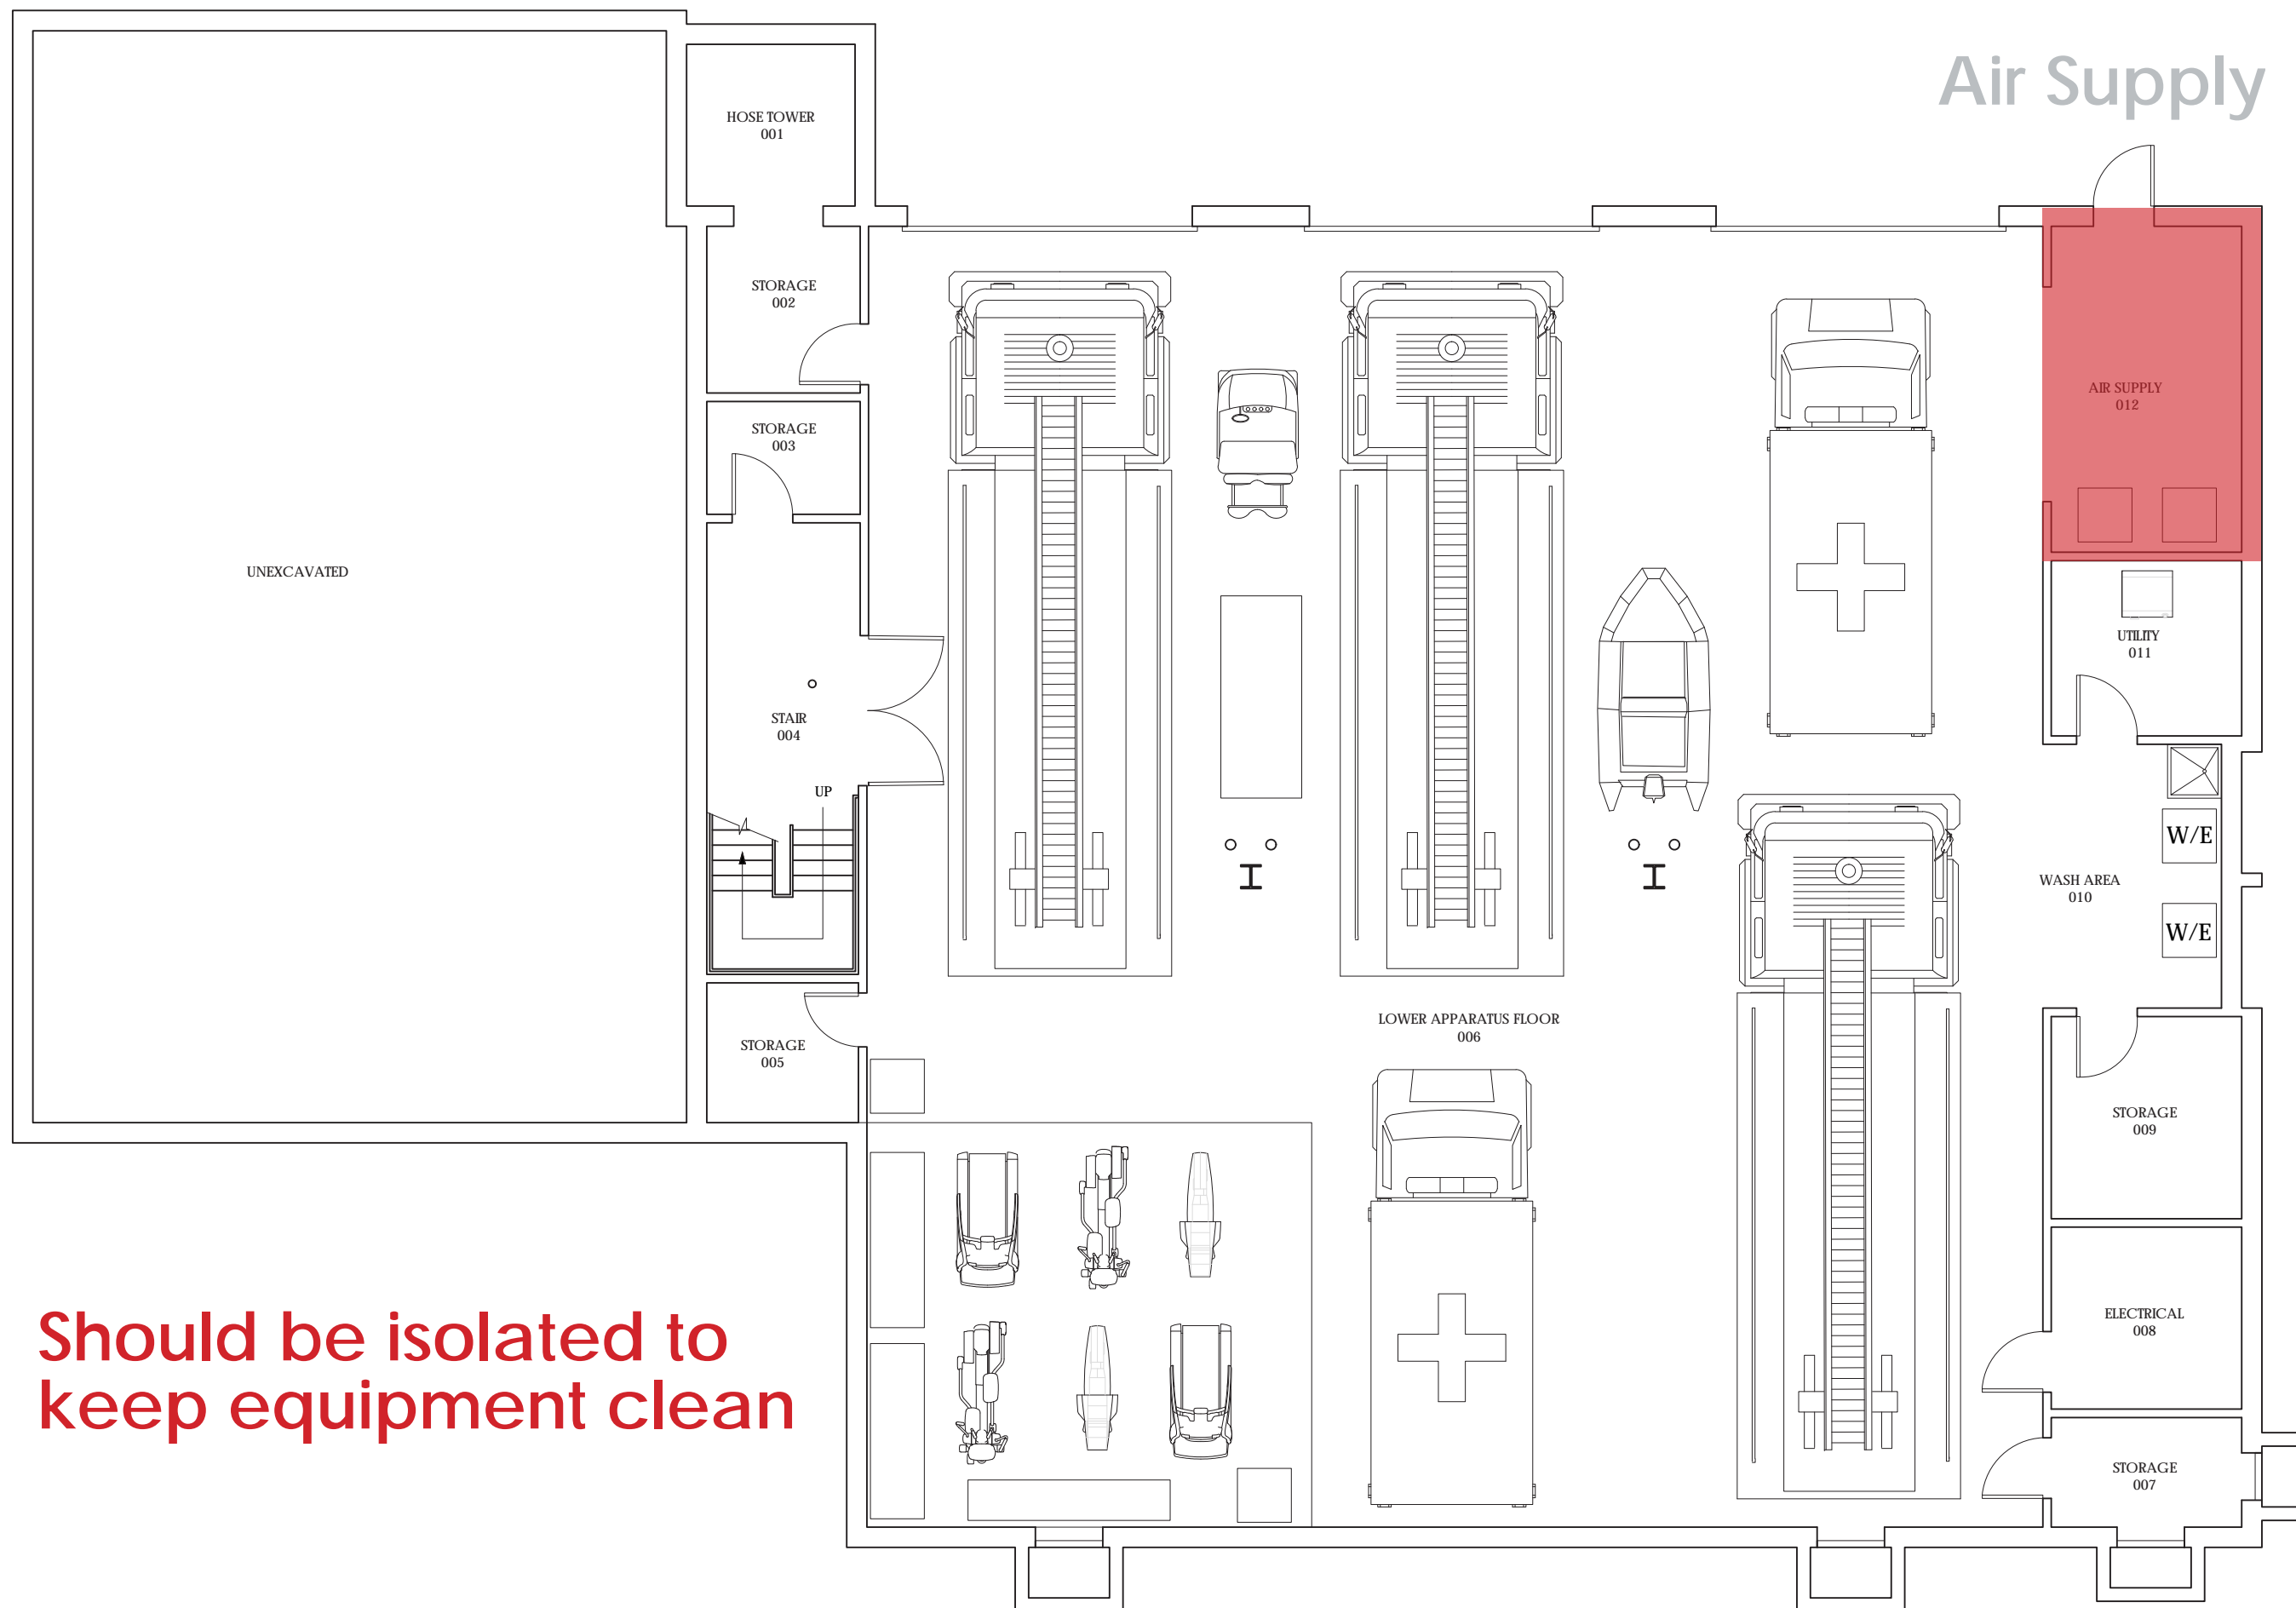 Air Supply
HOSE TOWER
001
STORAGE
002
AIR SUPPLY
012
STORAGE
003
UNEXCAVATED
UTILITY
011
STAIR
004
UP
W/E
WASH AREA
010
W/E
LOWER APPARATUS FLOOR
006
STORAGE
005
STORAGE
009
ELECTRICAL
008
Should be isolated to
keep equipment clean
STORAGE
007